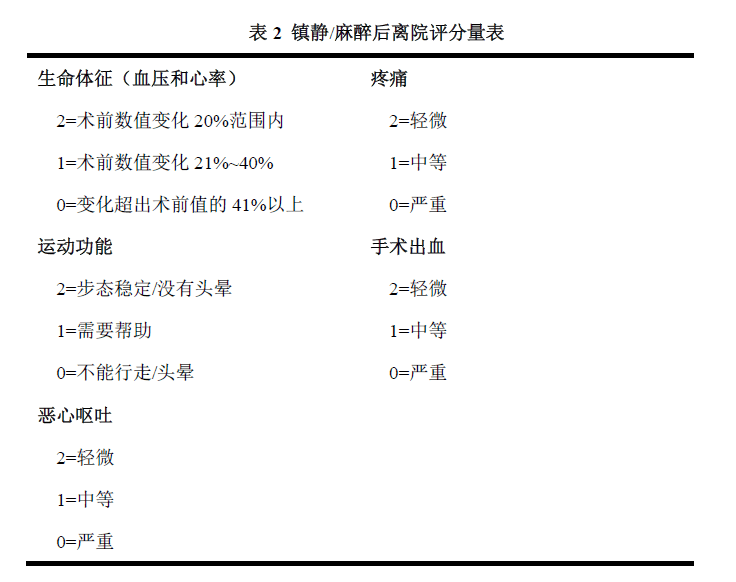 表 2 镇静/麻醉后离院评分量表
生命体征（血压和心率）
2=术前数值变化 20%范围内
1=术前数值变化 21%~40%
0=变化超出术前值的 41%以上
运动功能
2=步态稳定/没有头晕
1=需要帮助
0=不能行走/头晕
恶心呕吐
2=轻微
1=中等
0=严重
疼痛
2=轻微
1=中等
0=严重
手术出血
2=轻微
1=中等
0=严重